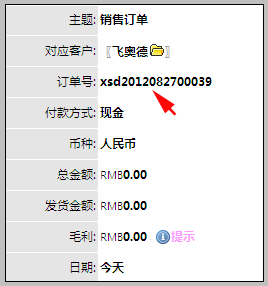 主题: 销售订单
对应客户: 〖飞奥德〗
订单号: xsd2012082700039
付款方式: 现金
币种: 人民币
总金额: RMB0.00
发货金额: RMB0.00
毛利: RMB0.00 提示
日期: 今天